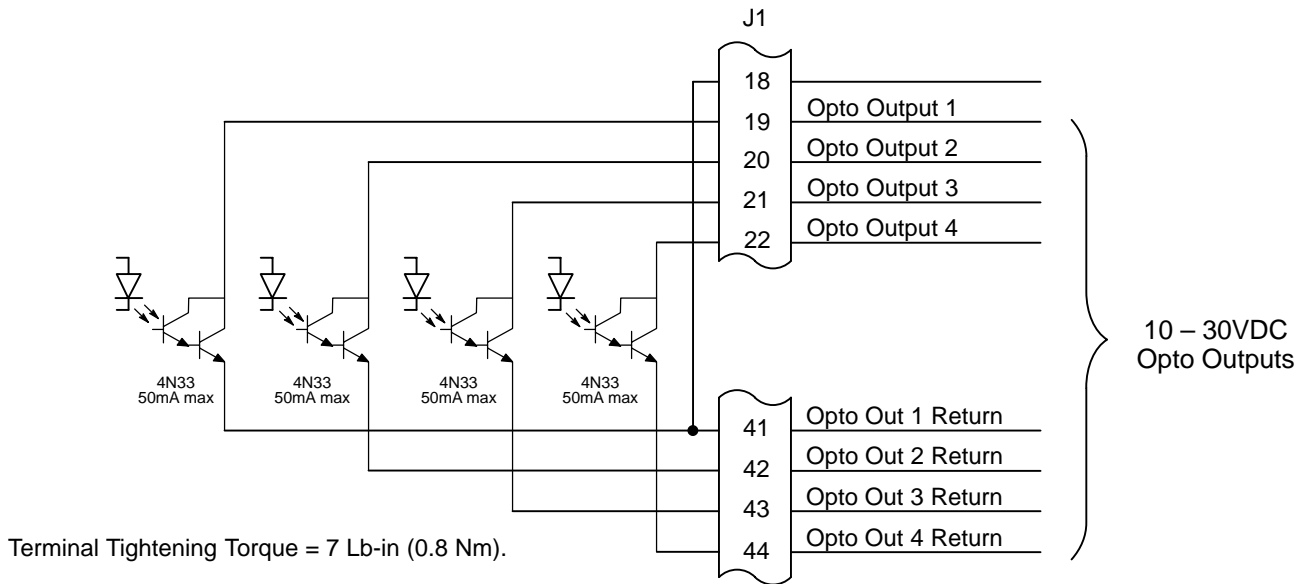 J1
18
Opto Output 1
19
Opto Output 2
20
Opto Output 3
21
Opto Output 4
22
10 – 30VDC
Opto Outputs
4N33
50mA max
4N33
50mA max
4N33
50mA max
4N33
50mA max
Opto Out 1 Return
41
Opto Out 2 Return
42
Opto Out 3 Return
43
Opto Out 4 Return
44
Terminal Tightening Torque = 7 Lb-in (0.8 Nm).